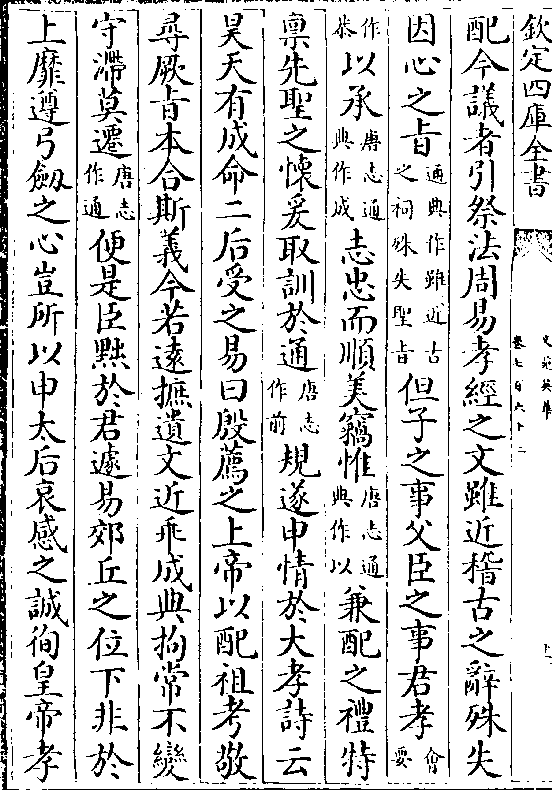 欽定四庫全書
文苑英華
卷七百六十二
配今議者引祭法周易孝經之文雖近稽古之辭殊失
因心之旨通典作雖近古之祠殊失聖旨但子之事父臣之事君孝會要
作恭以承唐志通典作成志忠而順美竊惟唐志通典作以兼配之禮特
禀先聖之懐爰取訓於通唐志作前規遂申情於大孝詩云
昊天有成命二后受之易曰殷薦之上帝以配祖考敬
尋厥旨本合斯義今若遠摭遺文近乖成典拘常不變
守滯莫遷唐志作通便是臣黜於君遽易郊丘之位下非於
上靡遵弓劒之心豈所以申太后哀感之誠徇皇帝孝